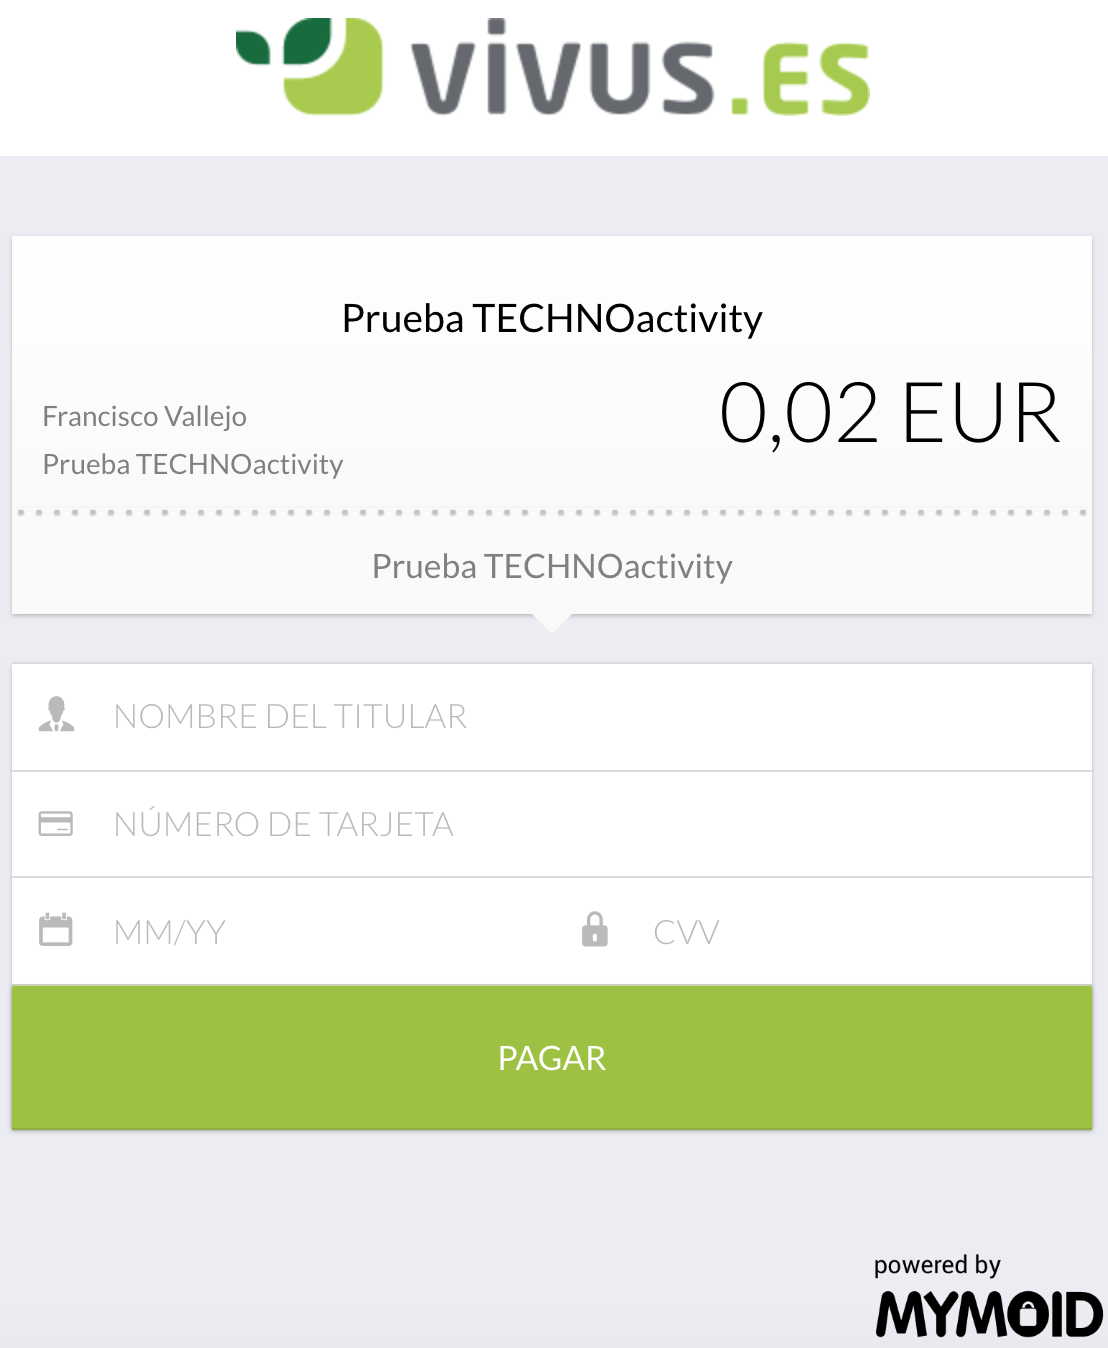 vivus.es
Prueba TECHNOactivity
Francisco Vallejo
0,02 EUR
Prueba TECHNOactivity
Prueba TECHNOactivity
NOMBRE DEL TITULAR
NÚMERO DE TARJETA
MM/YY CVV
PAGAR
powered by
MYMOID